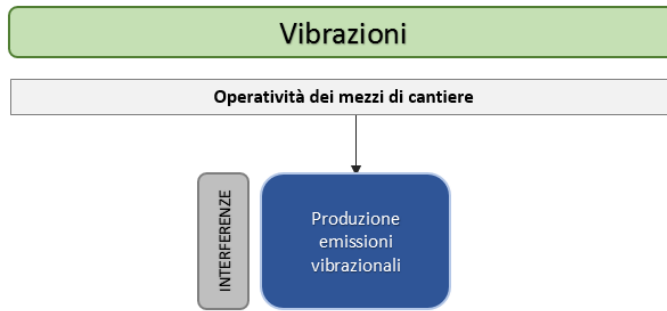 Vibrazioni
Operatività dei mezzi di cantiere
INTERFERENZE
Produzione
emissioni
vibrazionali